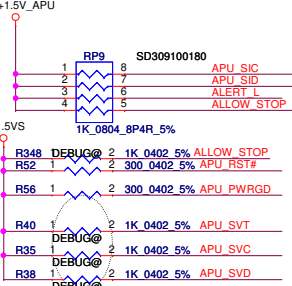 +1.5V_APU
RP9 SD309100180
1 8 APU_SIC
2 7 APU_SID
3 6 ALERT_L
4 5 ALLOW_STOP
1K_0804_8P4R_5%
.5VS
R348 1 DEBUG@ 2 1K_0402_5% ALLOW_STOP
R52 1 2 300_0402_5% APU_RST#
R56 1 2 300_0402_5% APU_PWRGD
R40 1 2 1K_0402_5% APU_SVT
DEBUG@
R35 1 2 1K_0402_5% APU_SVC
DEBUG@
R38 1 2 1K_0402_5% APU_SVD
DEBUG@